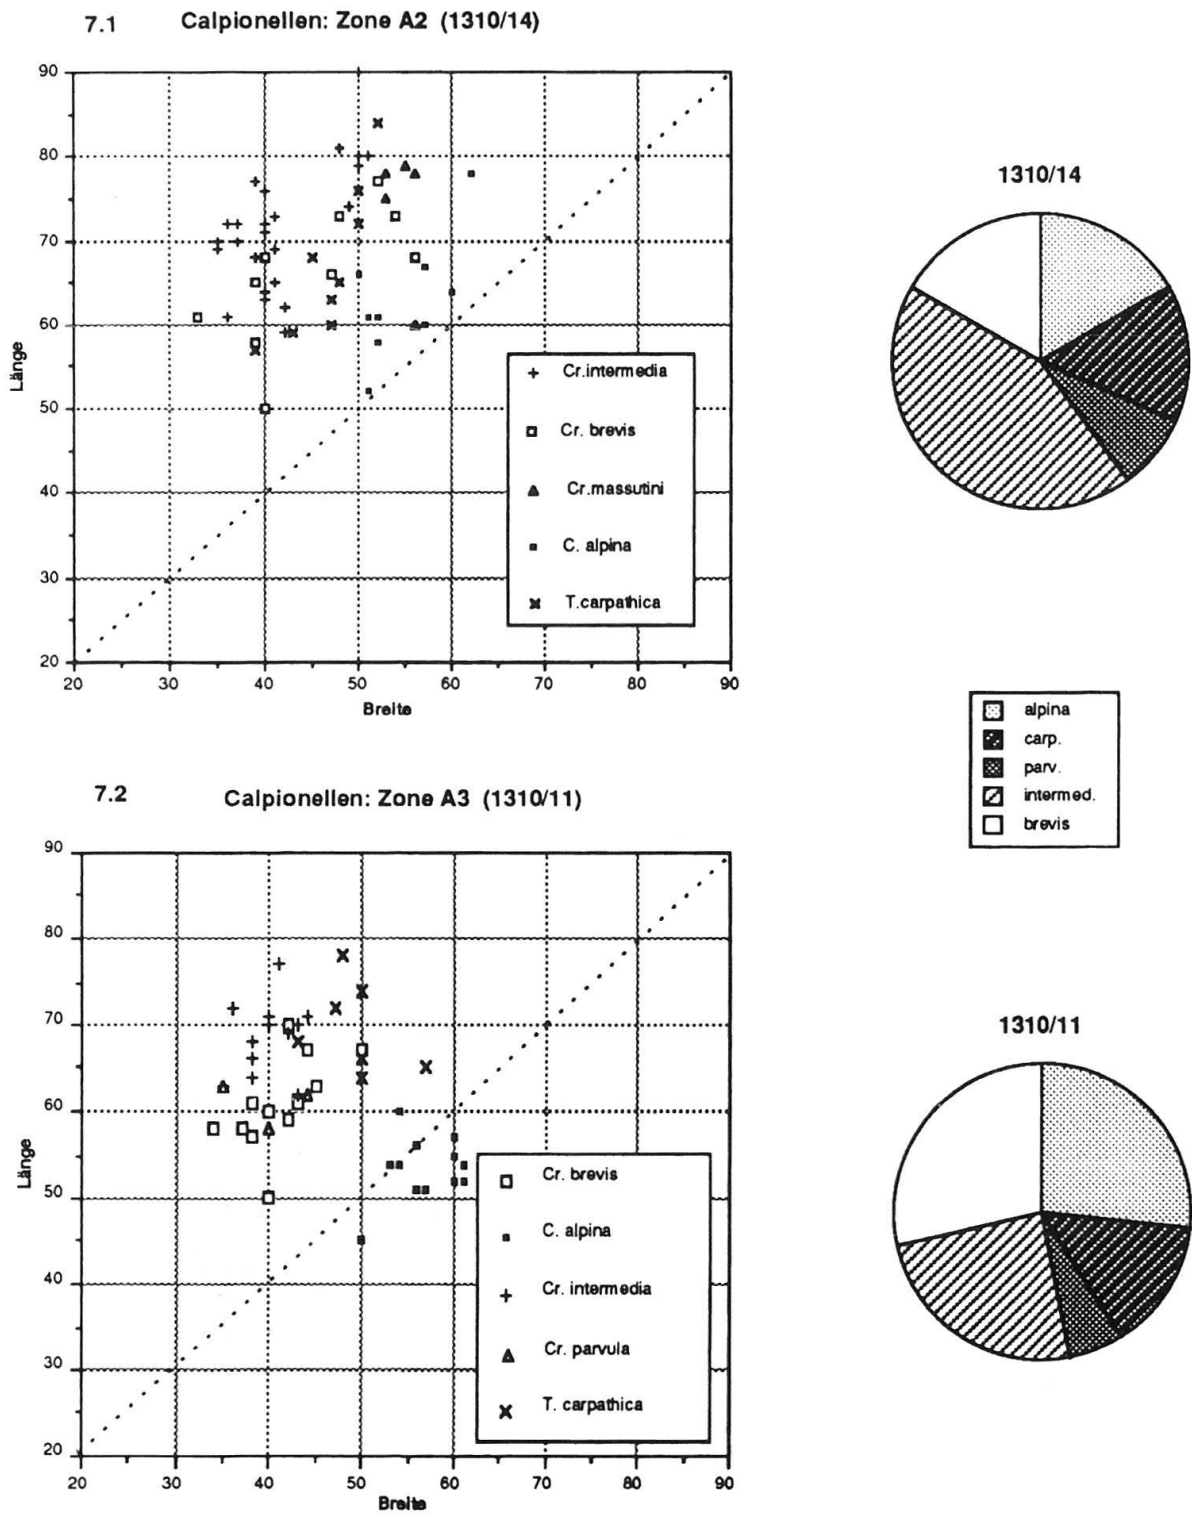 7.1 Calpionellen: Zone A2 (1310/14)
90
80
70
60
50
40
30
20
Länge
20 30 40 50 60 70 80 90
Breite
Cr.intermedia
Cr. brevis
Cr.massutini
C. alpina
T.carpathica
1310/14
alpina
carp.
parv.
intermed.
brevis
7.2 Calpionellen: Zone A3 (1310/11)
90
80
70
60
50
40
30
20
Länge
20 30 40 50 60 70 80 90
Breite
Cr. brevis
C. alpina
Cr. intermedia
Cr. parvula
T. carpathica
1310/11